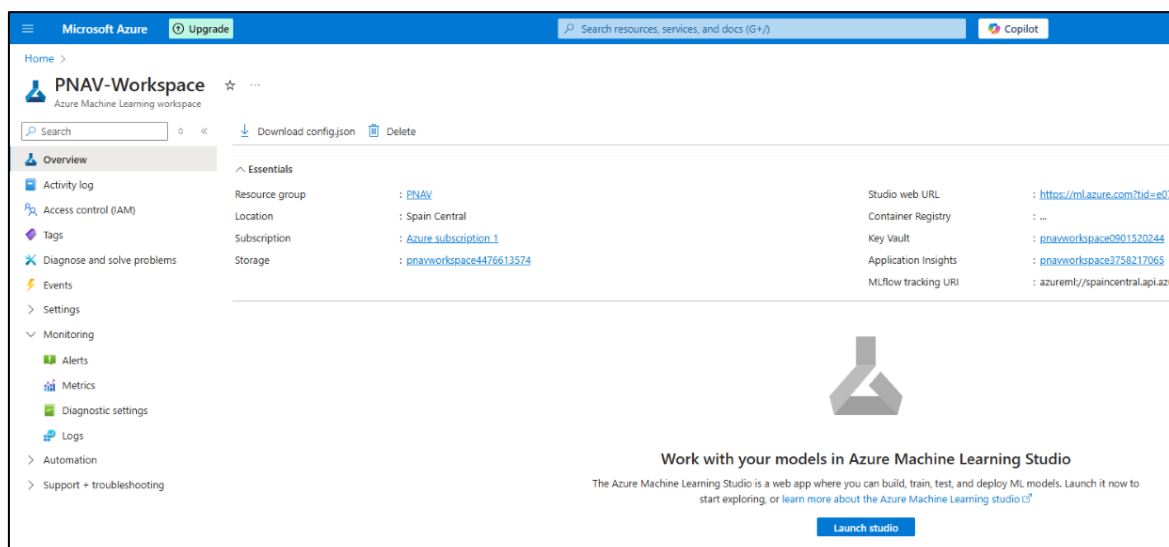 Microsoft Azure
Upgrade
Search resources, services, and docs (G+/)
Copilot
Home >
PNAV-Workspace
Azure Machine Learning workspace
Search
Download config.json
Delete
Overview
Activity log
Access control (IAM)
Tags
Diagnose and solve problems
Events
Settings
Monitoring
Alerts
Metrics
Diagnostic settings
Logs
Automation
Support + troubleshooting
Essentials
Resource group : PNAV
Location : Spain Central
Subscription : Azure subscription 1
Storage : pnavworkspace4476613574
Studio web URL : https://ml.azure.com?tid=e07
Container Registry : ...
Key Vault : pnavworkspace0901520244
Application Insights : pnavworkspace3758217065
MLflow tracking URI : azureml://spaincentral.api.az
Work with your models in Azure Machine Learning Studio
The Azure Machine Learning Studio is a web app where you can build, train, test, and deploy ML models. Launch it now to
start exploring, or learn more about the Azure Machine Learning studio
Launch studio